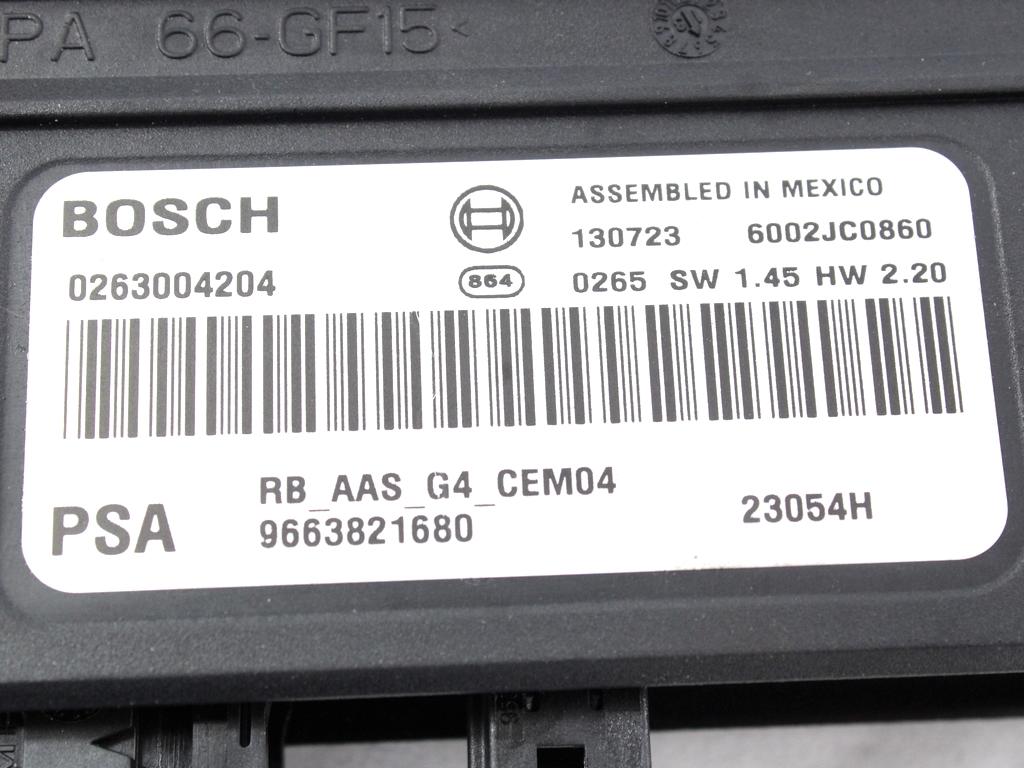 PA 66-GF15<
BOSCH
ASSEMBLED IN MEXICO
130723 6002JC0860
0263004204
864
0265 SW 1.45 HW 2.20
RB_AAS_G4_CEM04
PSA
9663821680
23054H